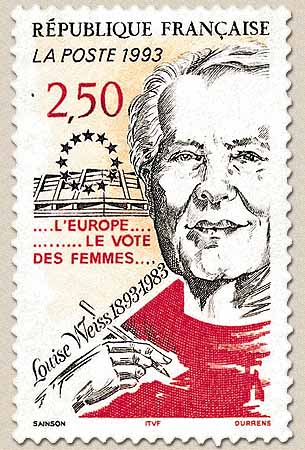 RÉPUBLIQUE FRANÇAISE
LA POSTE 1993
2,50
....L'EUROPE....
.........LE VOTE
DES FEMMES....
Louise Weiss 1893-1983
SAINSON ITVF DURRENS